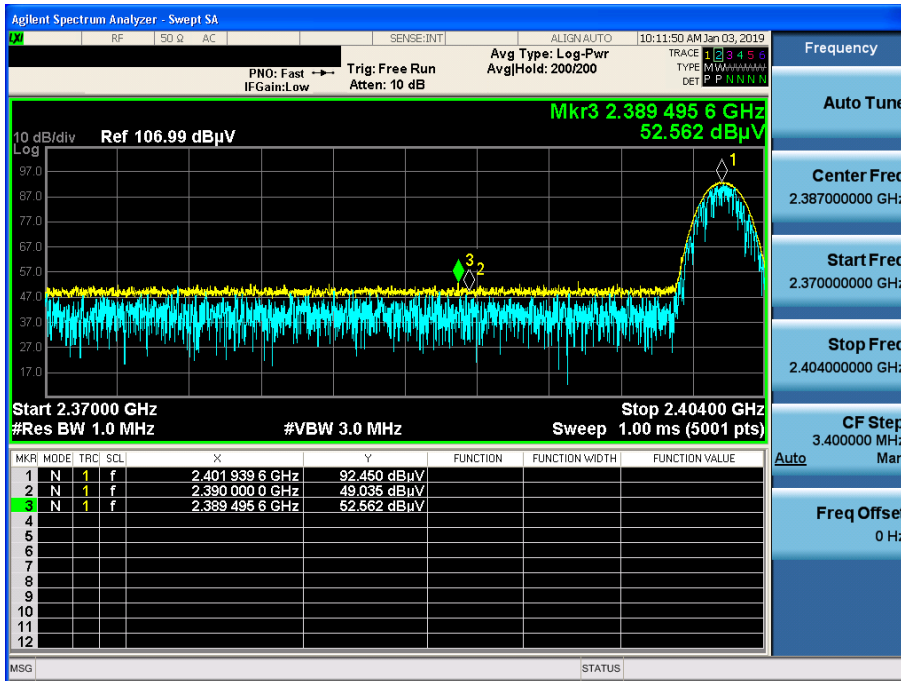 Agilent Spectrum Analyzer - Swept SA
LXI RF 50 Ω AC SENSE:INT ALIGN AUTO 10:11:50 AM Jan 03, 2019
PNO: Fast Trig: Free Run Avg Type: Log-Pwr TRACE 1 2 3 4 5 6
IFGain:Low Atten: 10 dB Avg|Hold: 200/200 TYPE M W W W W W
DET P P N N N N
Mkr3 2.389 495 6 GHz
52.562 dBµV
10 dB/div Ref 106.99 dBµV
Log
97.0
87.0
77.0
67.0
57.0
47.0
37.0
27.0
17.0
1
3
2
Start 2.37000 GHz Stop 2.40400 GHz
#Res BW 1.0 MHz #VBW 3.0 MHz Sweep 1.00 ms (5001 pts)
MKR MODE TRC SCL X Y FUNCTION FUNCTION WIDTH FUNCTION VALUE
1 N 1 f 2.401 939 6 GHz 92.450 dBµV
2 N 1 f 2.390 000 0 GHz 49.035 dBµV
3 N 1 f 2.389 495 6 GHz 52.562 dBµV
4
5
6
7
8
9
10
11
12
MSG STATUS
Frequency
Auto Tune
Center Freq
2.387000000 GHz
Start Freq
2.370000000 GHz
Stop Freq
2.404000000 GHz
CF Step
3.400000 MHz
Auto Man
Freq Offset
0 Hz